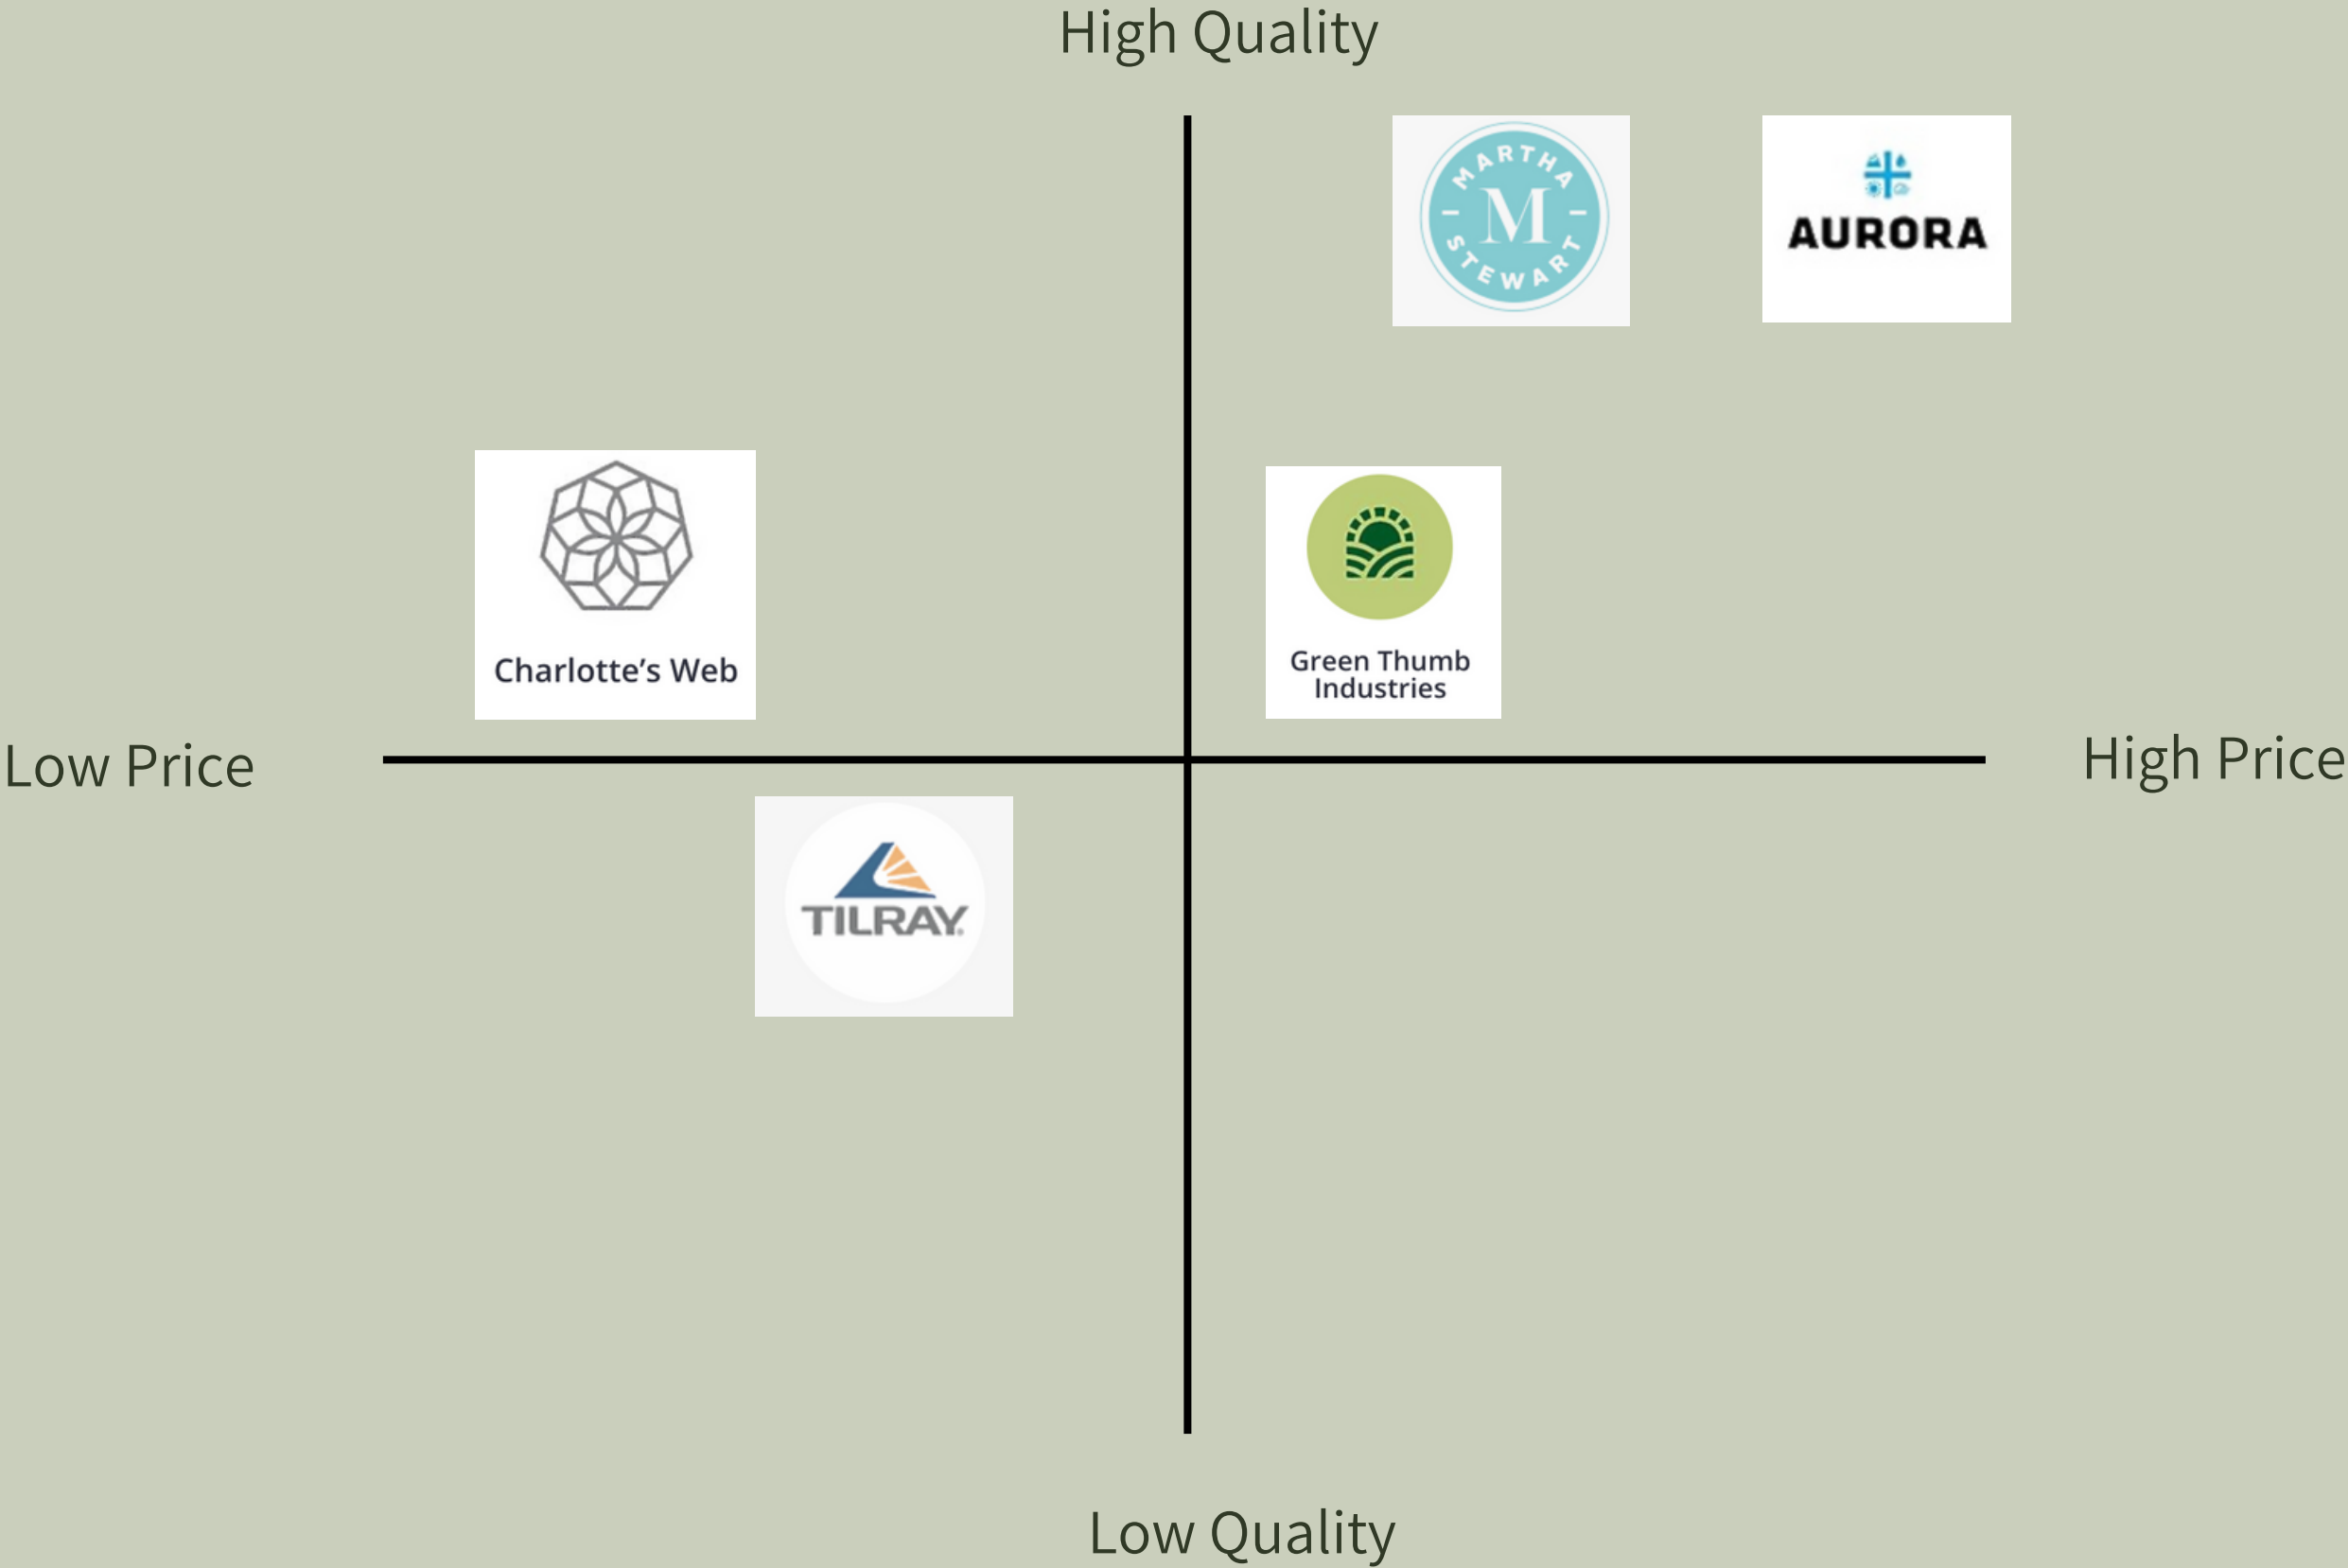 High Quality
MARTHA
M
STEWART
AURORA
Charlotte’s Web
Green Thumb
Industries
Low Price
High Price
TILRAY®
Low Quality